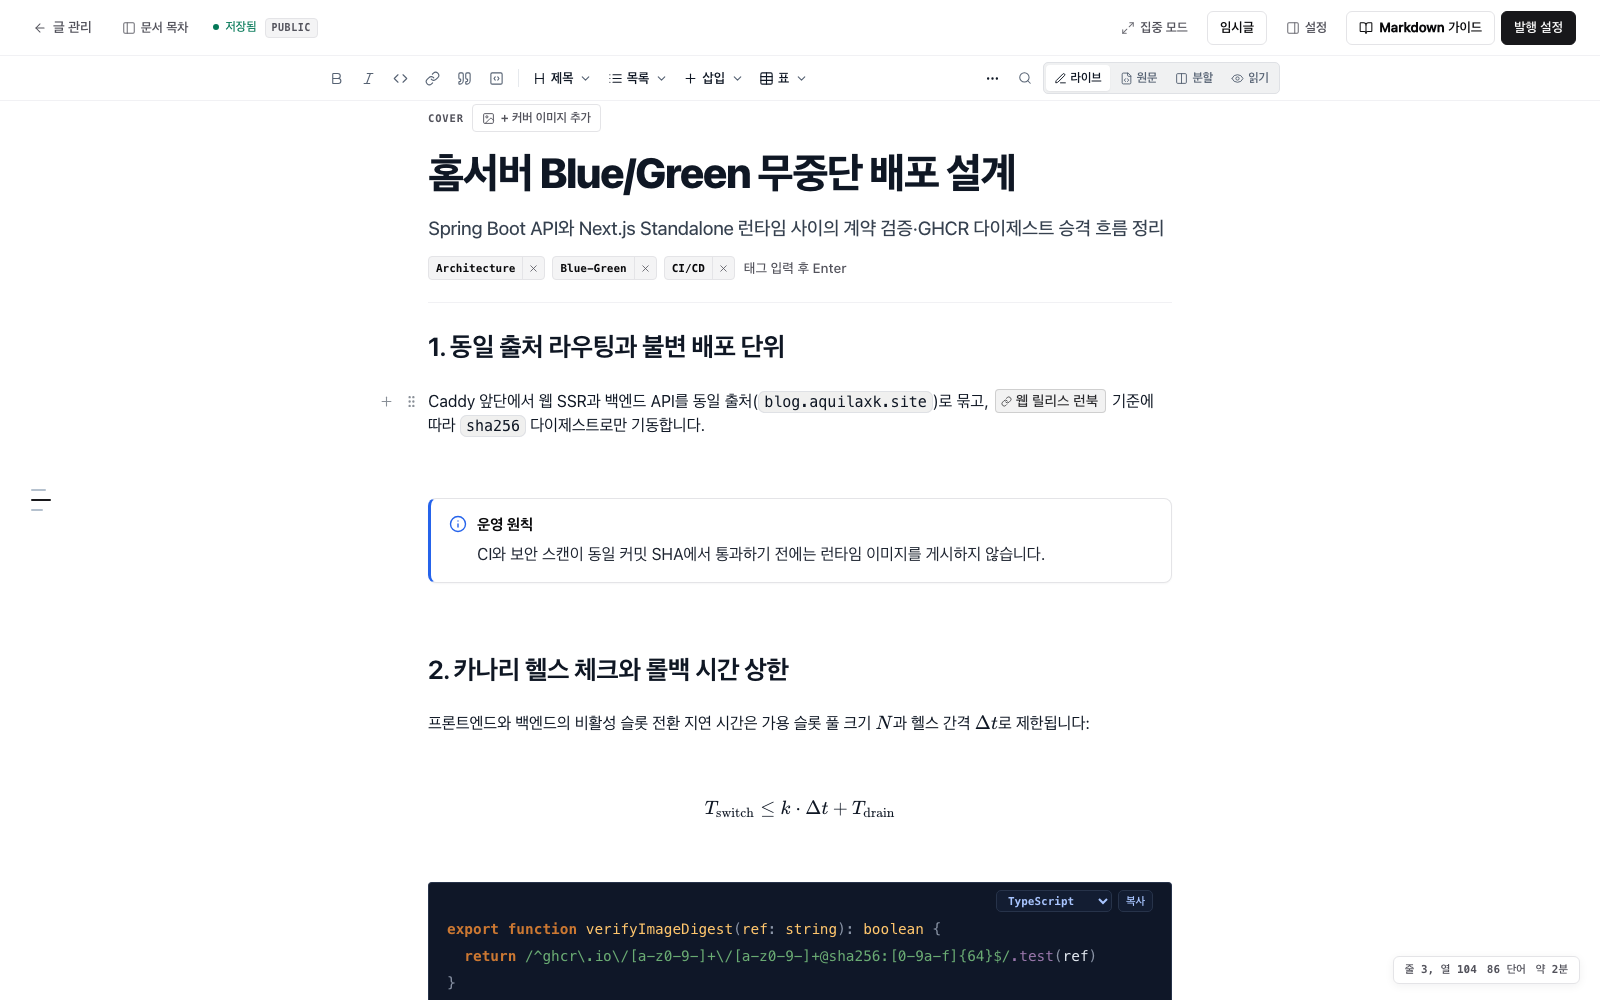 글 관리
문서 목차
저장됨
PUBLIC
집중 모드
임시글
설정
Markdown 가이드
발행 설정
제목
목록
삽입
표
라이브
원문
분할
읽기
COVER
+ 커버 이미지 추가
홈서버 Blue/Green 무중단 배포 설계
Spring Boot API와 Next.js Standalone 런타임 사이의 계약 검증·GHCR 다이제스트 승격 흐름 정리
Architecture × Blue-Green × CI/CD × 태그 입력 후 Enter
1. 동일 출처 라우팅과 불변 배포 단위
Caddy 앞단에서 웹 SSR과 백엔드 API를 동일 출처(blog.aquilaxk.site)로 묶고, 웹 릴리스 런북 기준에
따라 sha256 다이제스트로만 기동합니다.
운영 원칙
CI와 보안 스캔이 동일 커밋 SHA에서 통과하기 전에는 런타임 이미지를 게시하지 않습니다.
2. 카나리 헬스 체크와 롤백 시간 상한
프론트엔드와 백엔드의 비활성 슬롯 전환 지연 시간은 가용 슬롯 풀 크기 N과 헬스 간격 Δt로 제한됩니다:
T_switch ≤ k · Δt + T_drain
TypeScript
복사
export function verifyImageDigest(ref: string): boolean {
  return /^ghcr\.io\/[a-z0-9-]+\/[a-z0-9-]+@sha256:[0-9a-f]{64}$/.test(ref)
}
줄 3, 열 104 86 단어 약 2분